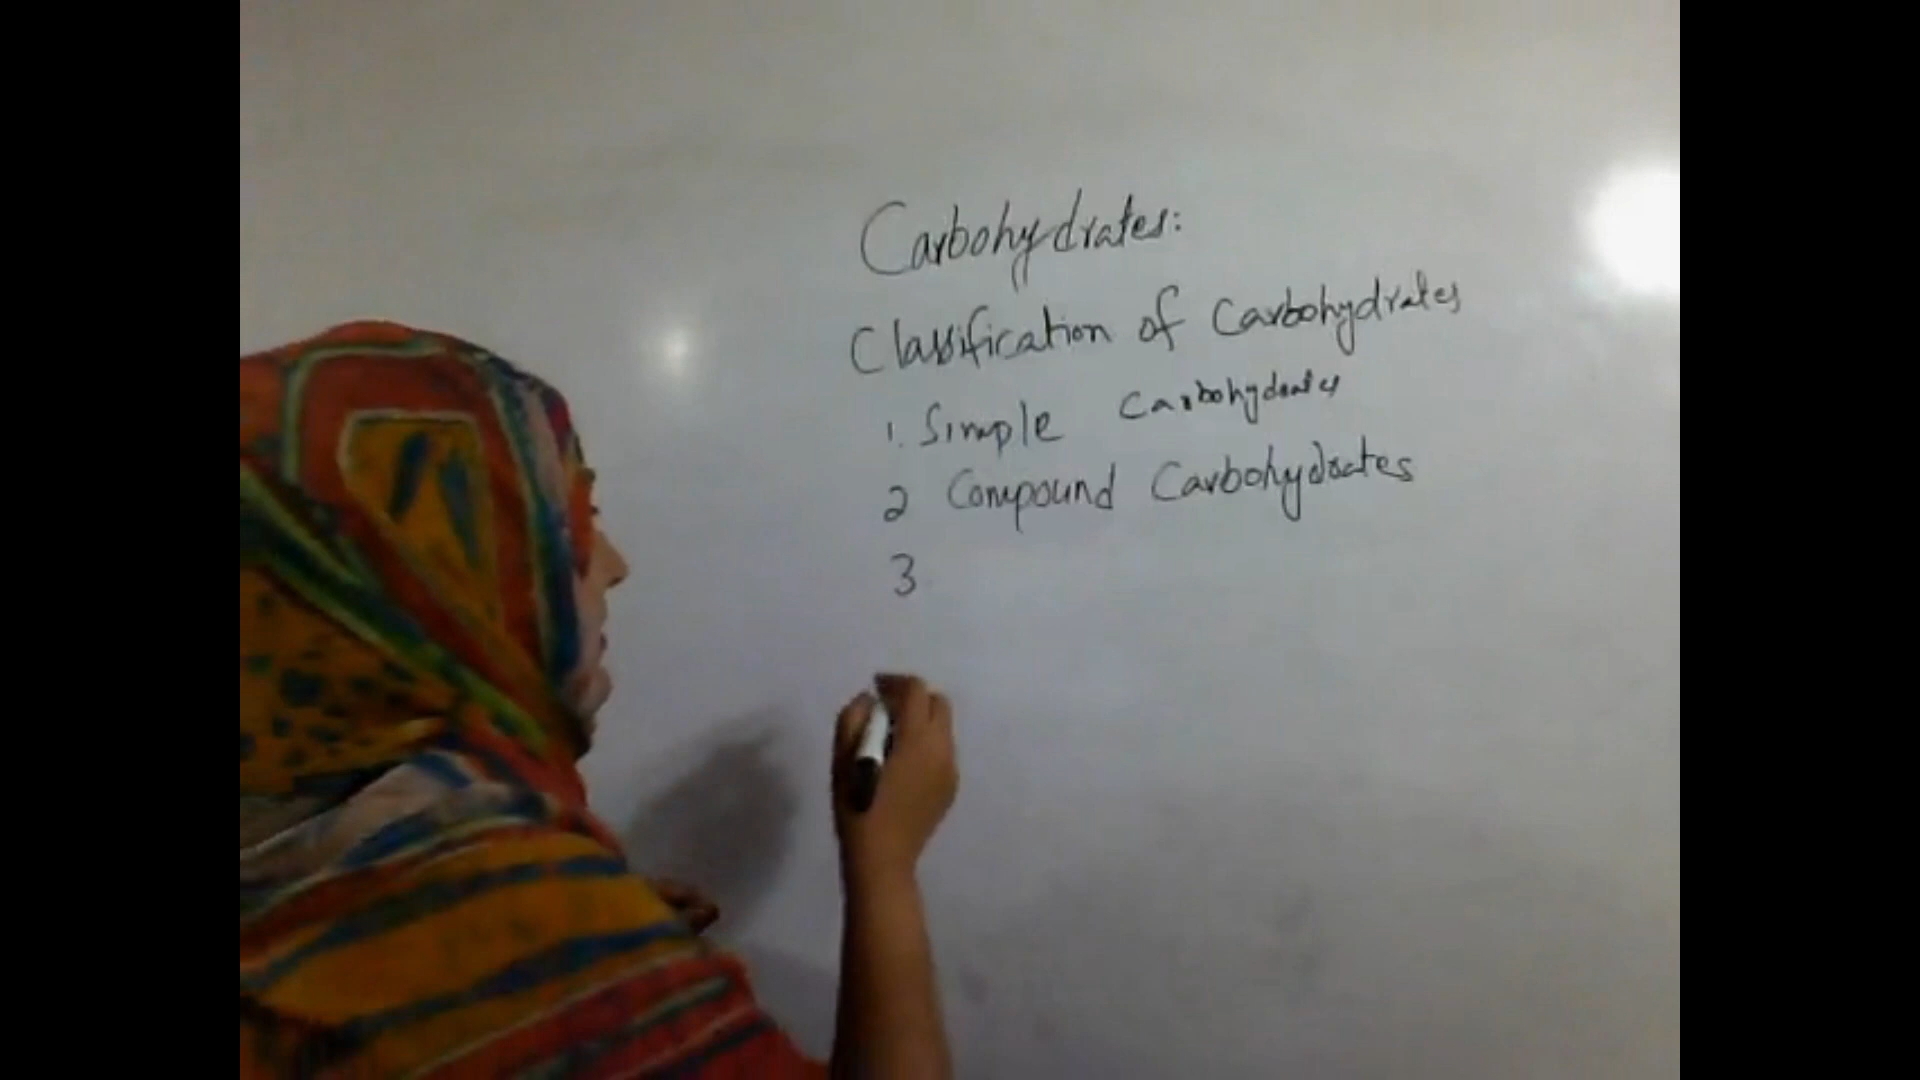 Carbohydrates:
Classification of Carbohydrates
1. Simple Carbohydrates
2 Compound Carbohydrates
3